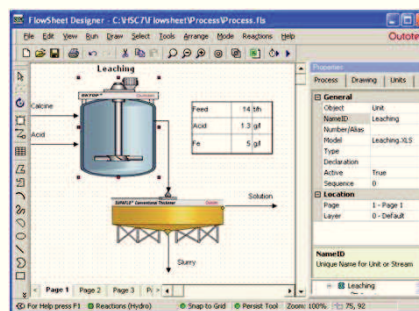 FlowSheet Designer - C:\HSC7\Flowsheet\Process\Process.fls
File Edit View Run Draw Select Tools Arrange Mode Reactions Help
Outotec
Leaching
Calcine
Acid
Feed 14 t/h
Acid 1.3 g/l
Fe 5 g/l
Solution
Slurry
Properties
Process Drawing Units
General
Object Unit
NameID Leaching
Number/Alias
Model Leaching.XLS
Type
Declaration
Active True
Sequence 0
Location
Page 1 - Page 1
Layer 0 - Default
NameID
Unique Name for Unit or Stream
Leaching
Page 1 Page 2 Page 3
For Help press F1 Reactions (Hydro) Snap to Grid Persist Tool Zoom: 100% 75, 92